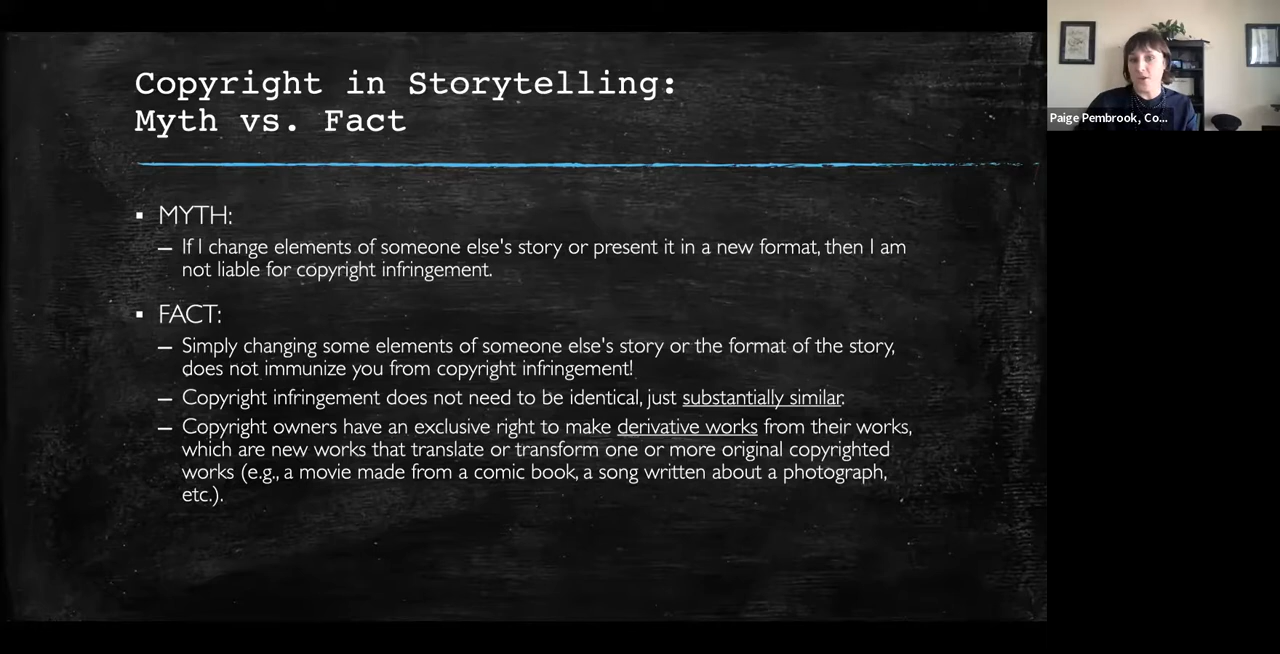 Copyright in Storytelling:
Myth vs. Fact
▪ MYTH:
– If I change elements of someone else's story or present it in a new format, then I am
not liable for copyright infringement.
▪ FACT:
– Simply changing some elements of someone else's story or the format of the story,
does not immunize you from copyright infringement!
– Copyright infringement does not need to be identical, just substantially similar.
– Copyright owners have an exclusive right to make derivative works from their works,
which are new works that translate or transform one or more original copyrighted
works (e.g., a movie made from a comic book, a song written about a photograph,
etc.).
Paige Pembrook, Co...